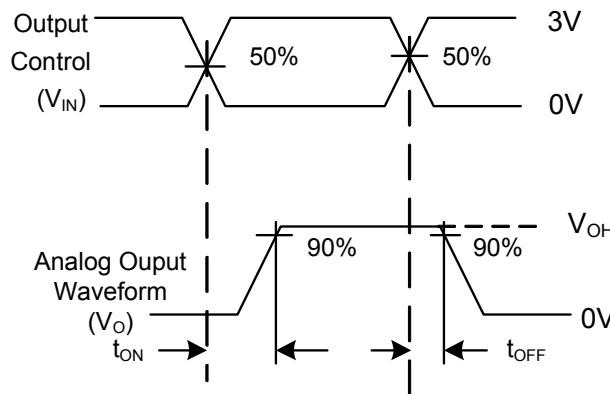 Output
Control
(V_IN)
50%
50%
3V
0V
Analog Ouput
Waveform
(V_O)
90%
90%
V_OH
0V
t_ON
t_OFF